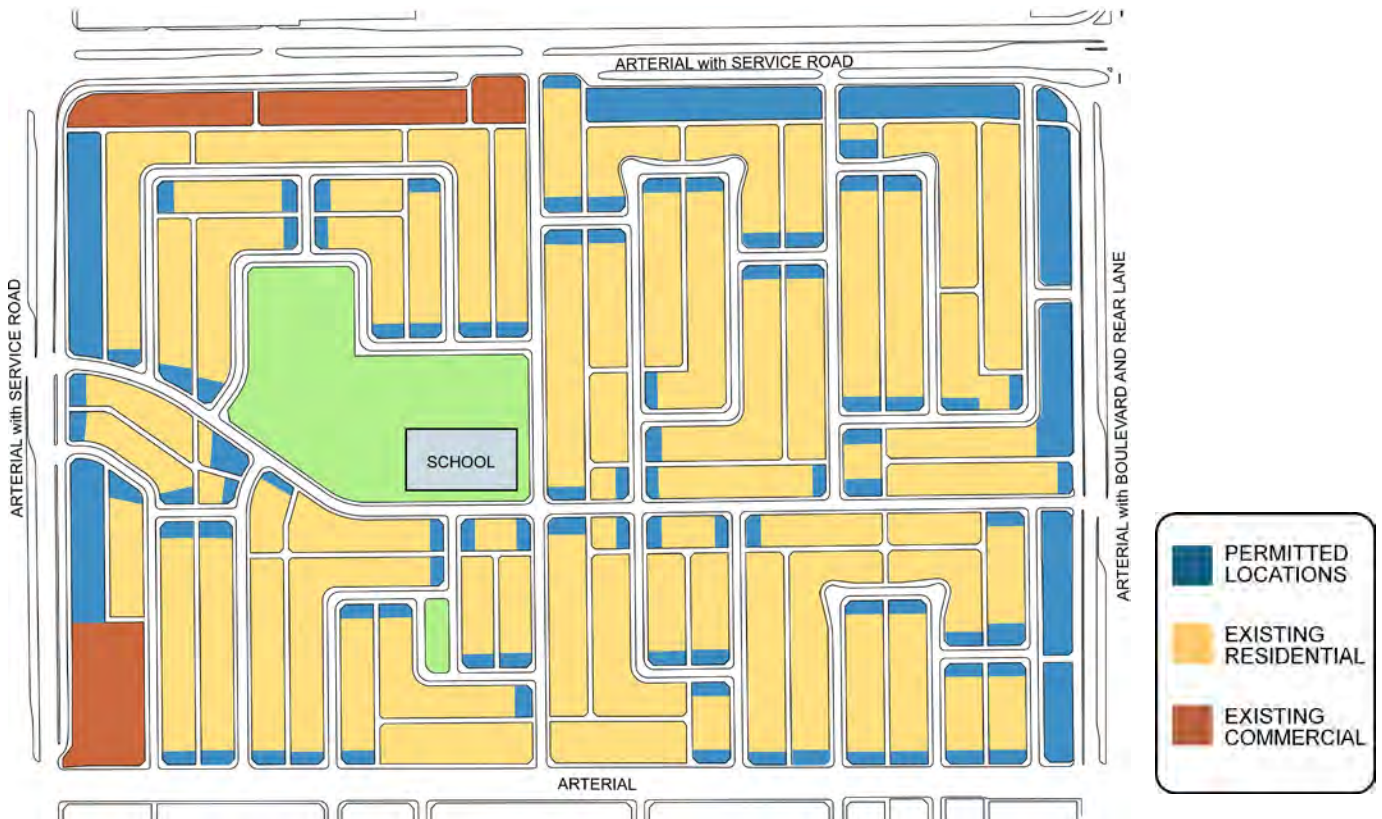 ARTERIAL with SERVICE ROAD
ARTERIAL with SERVICE ROAD
SCHOOL
ARTERIAL with BOULEVARD AND REAR LANE
ARTERIAL
PERMITTED
LOCATIONS
EXISTING
RESIDENTIAL
EXISTING
COMMERCIAL